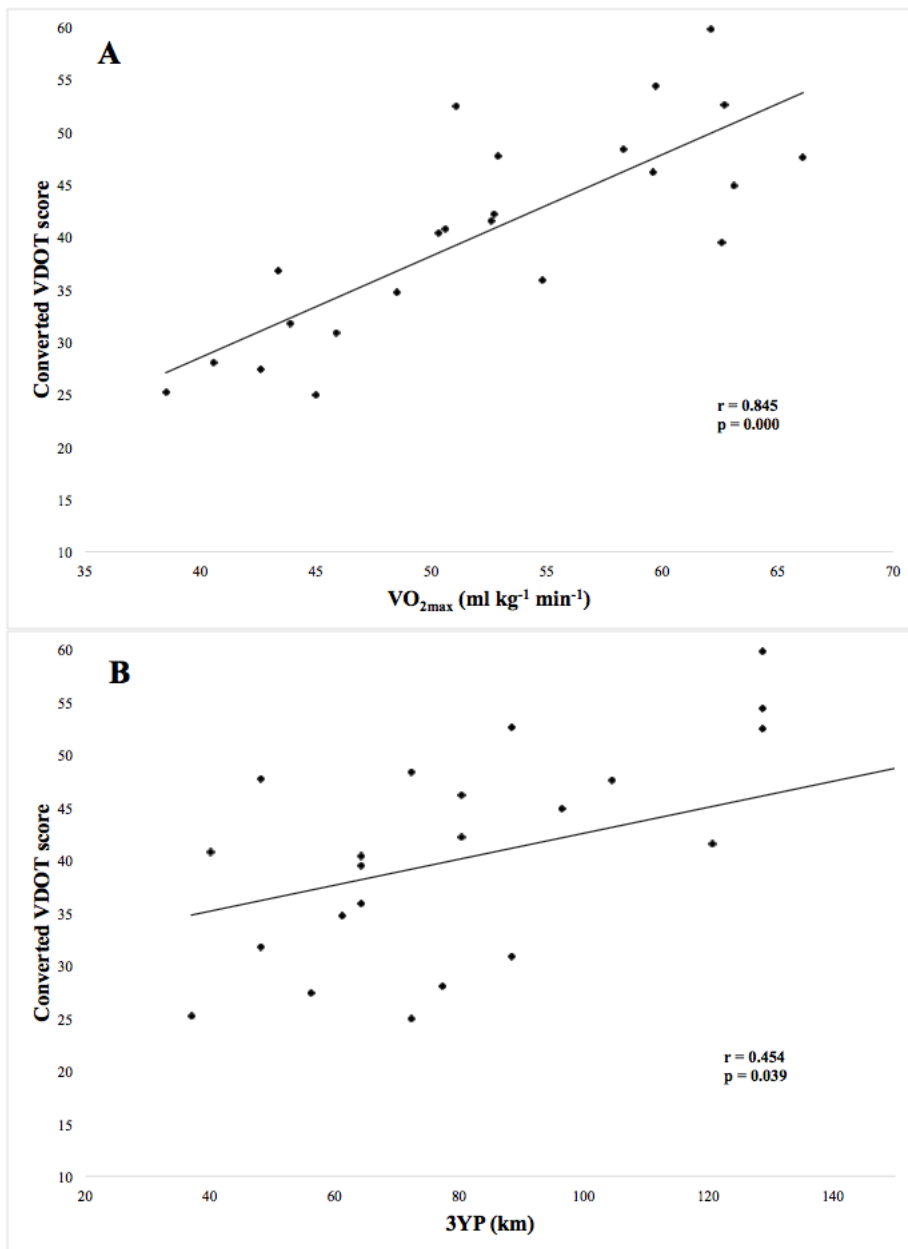 A
60
55
50
45
40
35
30
25
20
15
10
Converted VDOT score
r = 0.845
p = 0.000
35 40 45 50 55 60 65 70
VO₂max (ml kg⁻¹ min⁻¹)
B
60
55
50
45
40
35
30
25
20
15
10
Converted VDOT score
r = 0.454
p = 0.039
20 40 60 80 100 120 140
3YP (km)